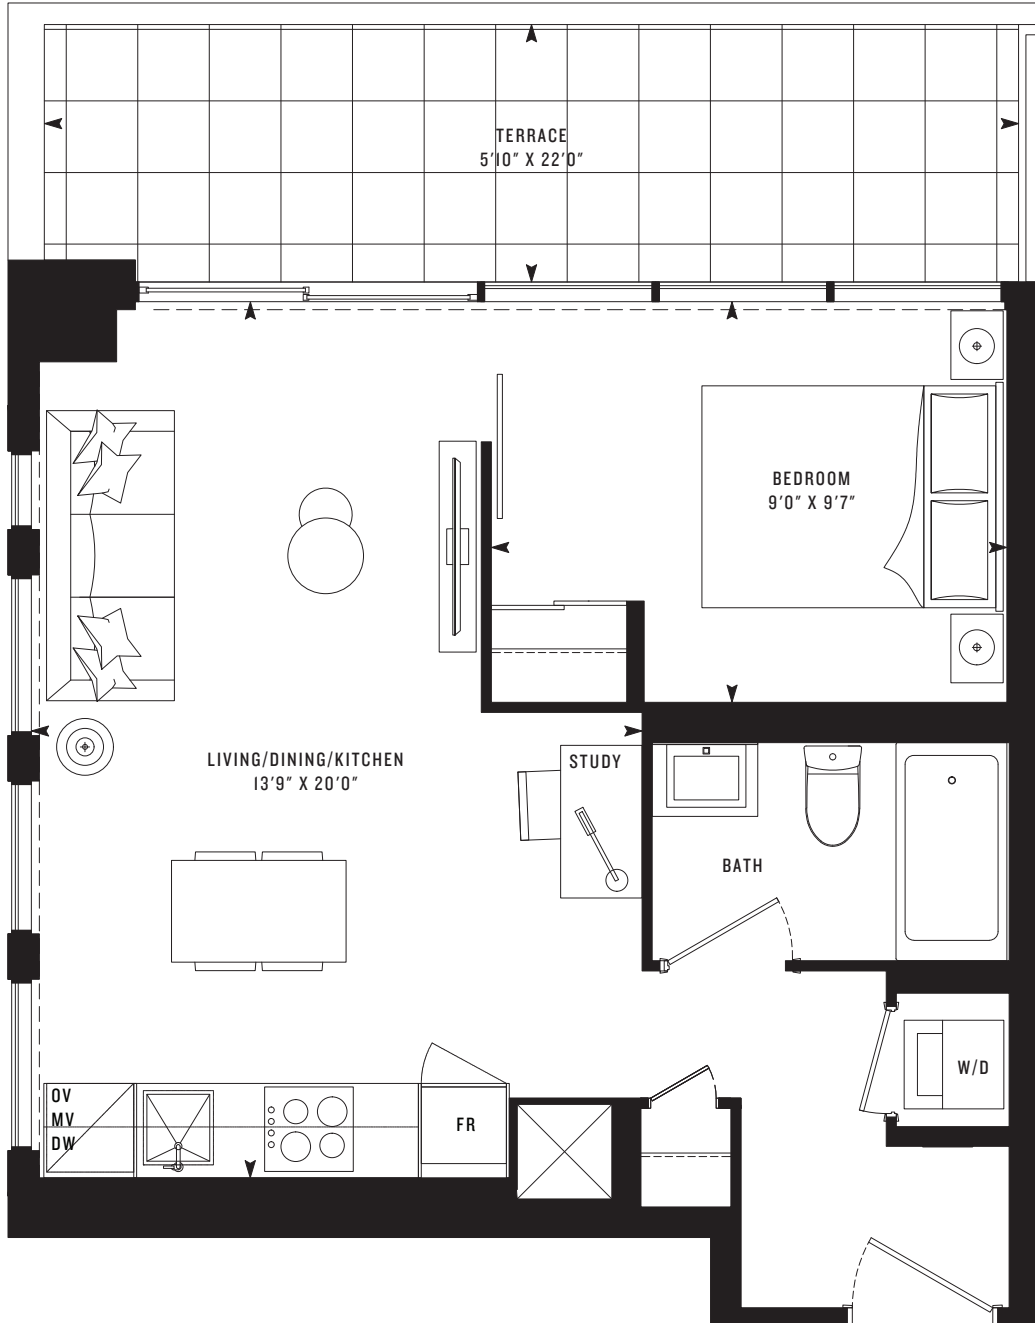 TERRACE
5'10" X 22'0"
BEDROOM
9'0" X 9'7"
LIVING/DINING/KITCHEN
13'9" X 20'0"
STUDY
BATH
W/D
OV
MV
DW
FR